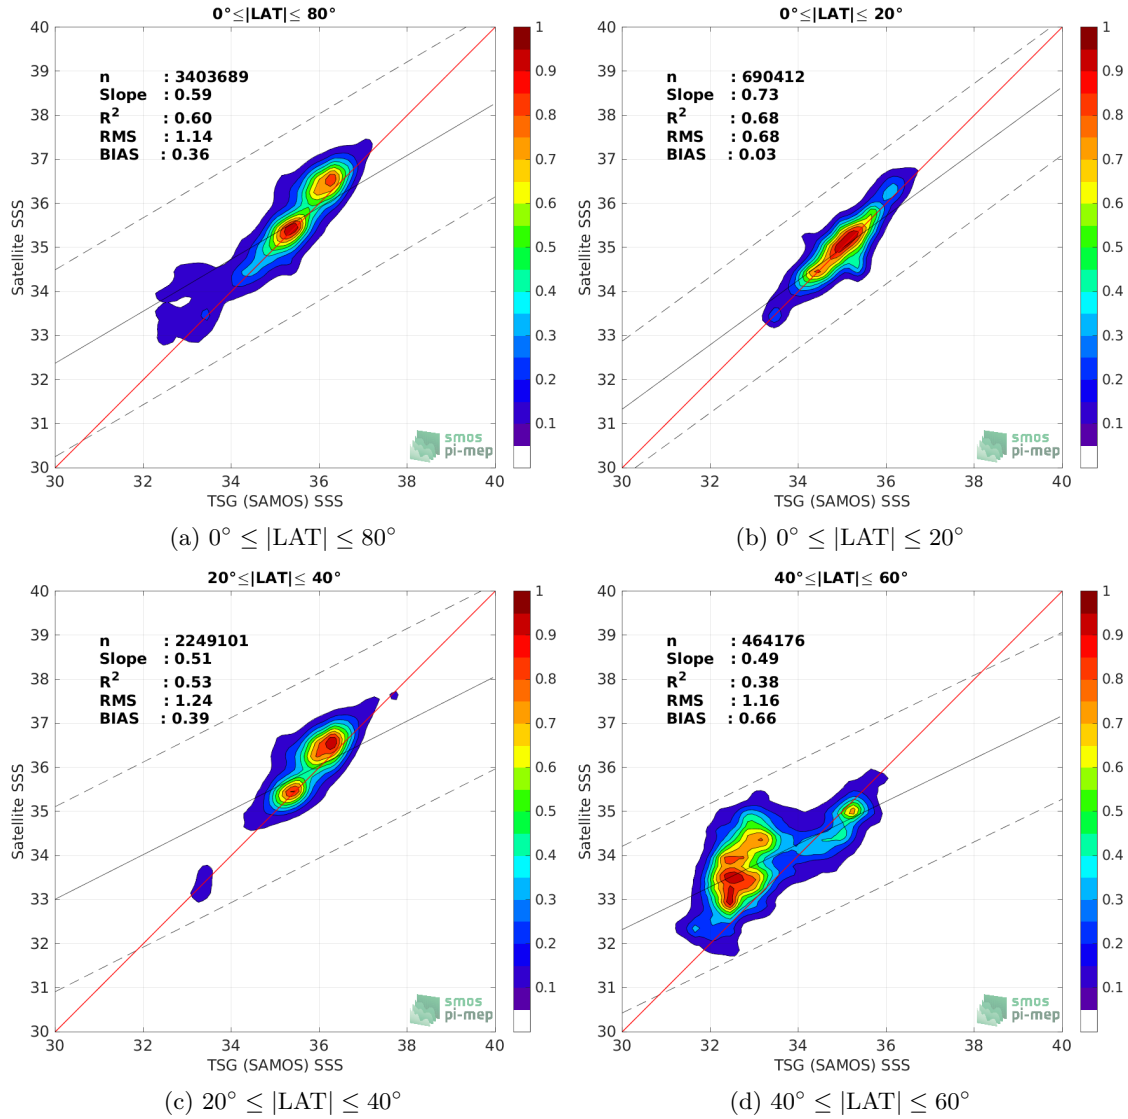 0°≤|LAT|≤ 80°
40
39
38
37
36
35
34
33
32
31
30
Satellite SSS
n : 3403689
Slope : 0.59
R² : 0.60
RMS : 1.14
BIAS : 0.36
smos
pi-mep
30 32 34 36 38 40
TSG (SAMOS) SSS
1
0.9
0.8
0.7
0.6
0.5
0.4
0.3
0.2
0.1
(a) 0° ≤ |LAT| ≤ 80°
0°≤|LAT|≤ 20°
40
39
38
37
36
35
34
33
32
31
30
Satellite SSS
n : 690412
Slope : 0.73
R² : 0.68
RMS : 0.68
BIAS : 0.03
smos
pi-mep
30 32 34 36 38 40
TSG (SAMOS) SSS
1
0.9
0.8
0.7
0.6
0.5
0.4
0.3
0.2
0.1
(b) 0° ≤ |LAT| ≤ 20°
20°≤|LAT|≤ 40°
40
39
38
37
36
35
34
33
32
31
30
Satellite SSS
n : 2249101
Slope : 0.51
R² : 0.53
RMS : 1.24
BIAS : 0.39
smos
pi-mep
30 32 34 36 38 40
TSG (SAMOS) SSS
1
0.9
0.8
0.7
0.6
0.5
0.4
0.3
0.2
0.1
(c) 20° ≤ |LAT| ≤ 40°
40°≤|LAT|≤ 60°
40
39
38
37
36
35
34
33
32
31
30
Satellite SSS
n : 464176
Slope : 0.49
R² : 0.38
RMS : 1.16
BIAS : 0.66
smos
pi-mep
30 32 34 36 38 40
TSG (SAMOS) SSS
1
0.9
0.8
0.7
0.6
0.5
0.4
0.3
0.2
0.1
(d) 40° ≤ |LAT| ≤ 60°